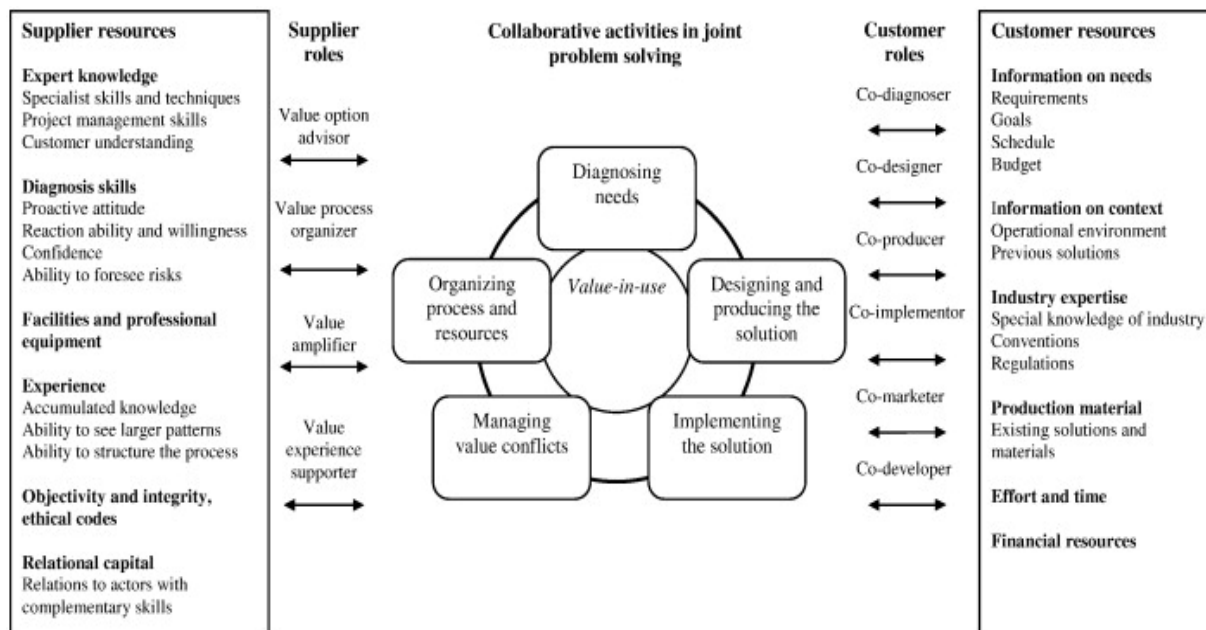 Supplier resources
Expert knowledge
Specialist skills and techniques
Project management skills
Customer understanding
Diagnosis skills
Proactive attitude
Reaction ability and willingness
Confidence
Ability to foresee risks
Facilities and professional
equipment
Experience
Accumulated knowledge
Ability to see larger patterns
Ability to structure the process
Objectivity and integrity,
ethical codes
Relational capital
Relations to actors with
complementary skills
Supplier
roles
Value option
advisor
Value process
organizer
Value
amplifier
Value
experience
supporter
Collaborative activities in joint
problem solving
Diagnosing
needs
Organizing
process and
resources
Value-in-use
Designing and
producing the
solution
Managing
value conflicts
Implementing
the solution
Customer
roles
Co-diagnoser
Co-designer
Co-producer
Co-implementor
Co-marketer
Co-developer
Customer resources
Information on needs
Requirements
Goals
Schedule
Budget
Information on context
Operational environment
Previous solutions
Industry expertise
Special knowledge of industry
Conventions
Regulations
Production material
Existing solutions and
materials
Effort and time
Financial resources